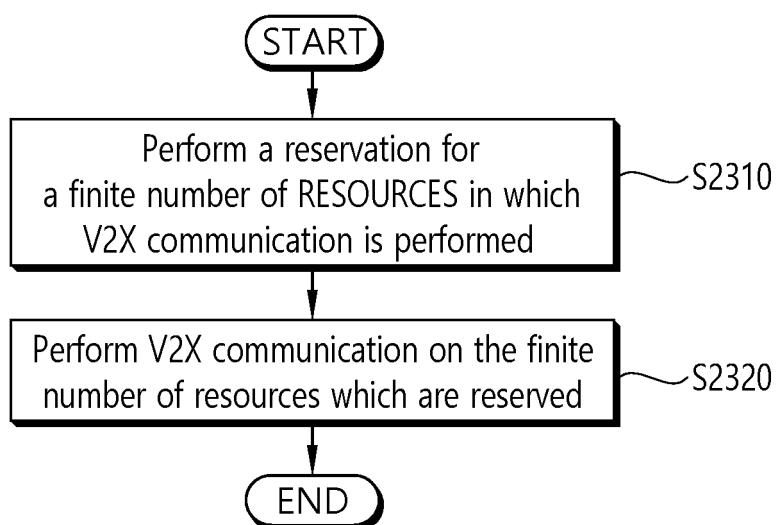 START
Perform a reservation for
a finite number of RESOURCES in which
V2X communication is performed
S2310
Perform V2X communication on the finite
number of resources which are reserved
S2320
END